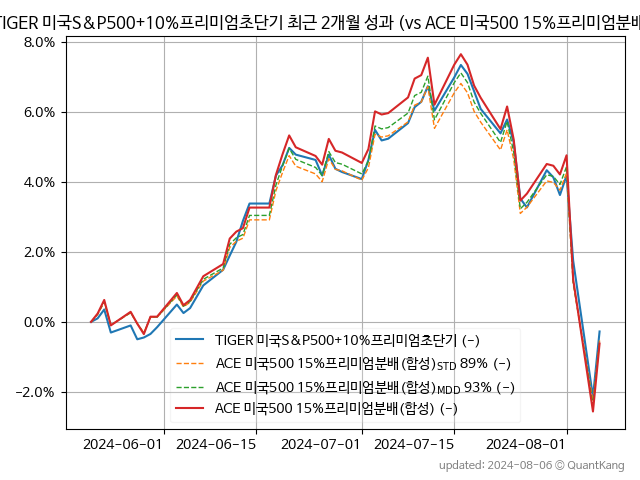 TIGER 미국S&P500+10%프리미엄초단기 최근 2개월 성과 (vs ACE 미국500 15%프리미엄분배
8.0%
6.0%
4.0%
2.0%
0.0%
−2.0%
TIGER 미국S&P500+10%프리미엄초단기 (-)
ACE 미국500 15%프리미엄분배(합성)STD 89% (-)
ACE 미국500 15%프리미엄분배(합성)MDD 93% (-)
ACE 미국500 15%프리미엄분배(합성) (-)
2024-06-01 2024-06-15 2024-07-01 2024-07-15 2024-08-01
updated: 2024-08-06 © QuantKang